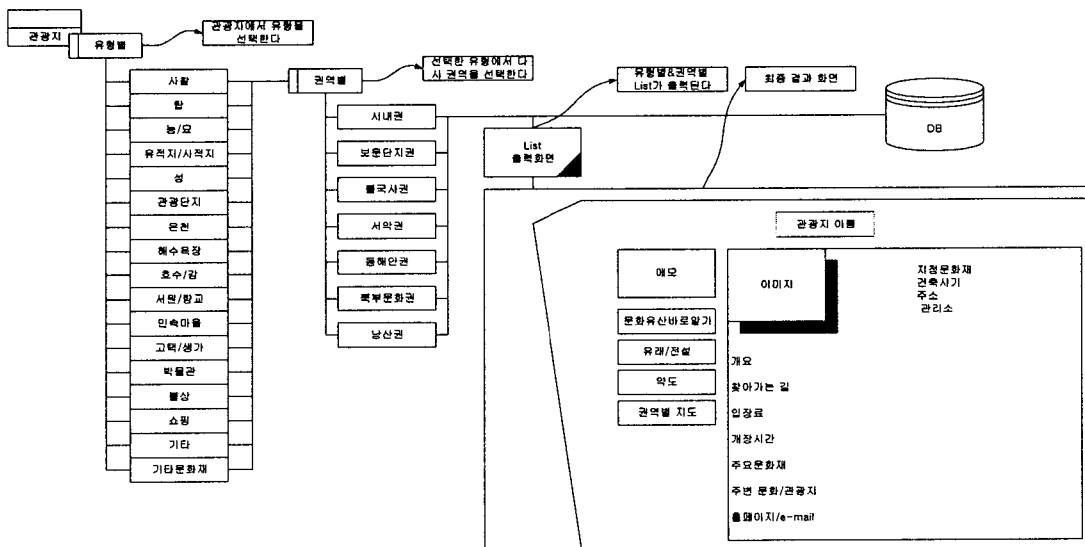 관광지
유형별
관광지에서 유형을
선택한다
사찰
탑
능/묘
유적지/사적지
성
관광단지
온천
해수욕장
호수/강
서원/향교
민속마을
고택/생가
박물관
불상
쇼핑
기타
기타문화재
권역별
선택한 유형에서 다
시 권역을 선택한다
시내권
보문단지권
불국사권
서악권
동해안권
북부문화권
남산권
유형별&권역별
List가 출력된다
List
출력화면
최종 결과 화면
DB
관광지 이름
메모
문화유산바로알기
유래/전설
약도
권역별 지도
이미지
지정문화재
건축시기
주소
관리소
개요
찾아가는 길
입장료
개장시간
주요문화재
주변 문화/관광지
홈페이지/e-mail